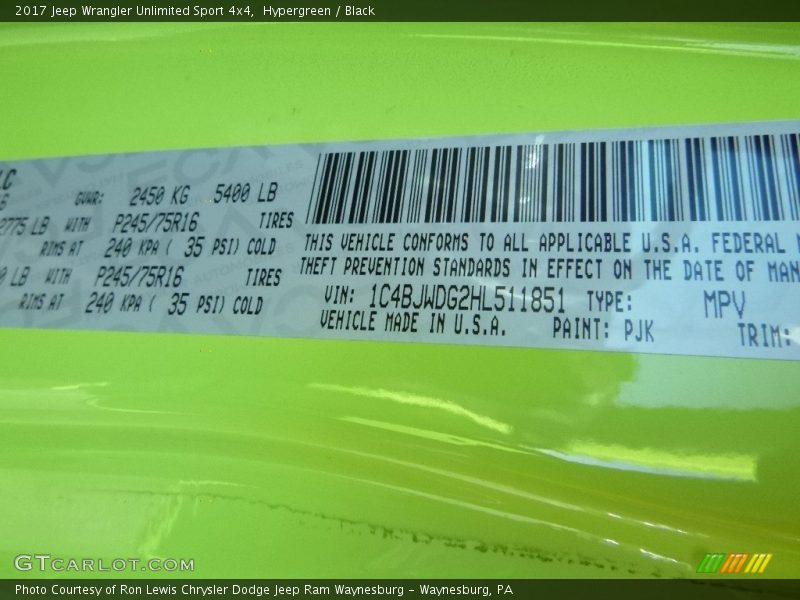 2017 Jeep Wrangler Unlimited Sport 4x4, Hypergreen / Black
LC
GVWR: 2450 KG 5400 LB
2775 LB WITH P245/75R16 TIRES
RIMS AT 240 KPA ( 35 PSI) COLD
0 LB WITH P245/75R16 TIRES
RIMS AT 240 KPA ( 35 PSI) COLD
THIS VEHICLE CONFORMS TO ALL APPLICABLE U.S.A. FEDERAL
THEFT PREVENTION STANDARDS IN EFFECT ON THE DATE OF MAN
VIN: 1C4BJWDG2HL511851 TYPE: MPV
VEHICLE MADE IN U.S.A. PAINT: PJK TRIM:
GTCARLOT.COM
Photo Courtesy of Ron Lewis Chrysler Dodge Jeep Ram Waynesburg - Waynesburg, PA